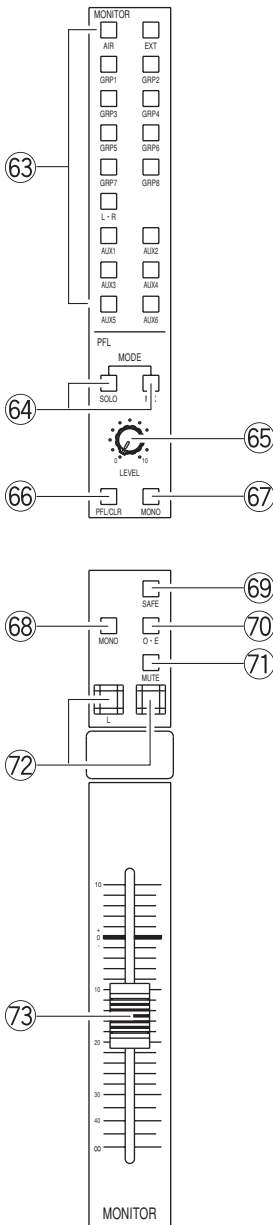 MONITOR
AIR EXT
GRP1 GRP2
GRP3 GRP4
GRP5 GRP6
63
GRP7 GRP8
L・R
AUX1 AUX2
AUX3 AUX4
AUX5 AUX6
PFL
MODE
64
SOLO
65
0 10
LEVEL
66 67
PFL/CLR MONO
69
SAFE
68 70
MONO O・E
71
MUTE
72
L
10
+
0
-
10
73
20
30
40
00
MONITOR